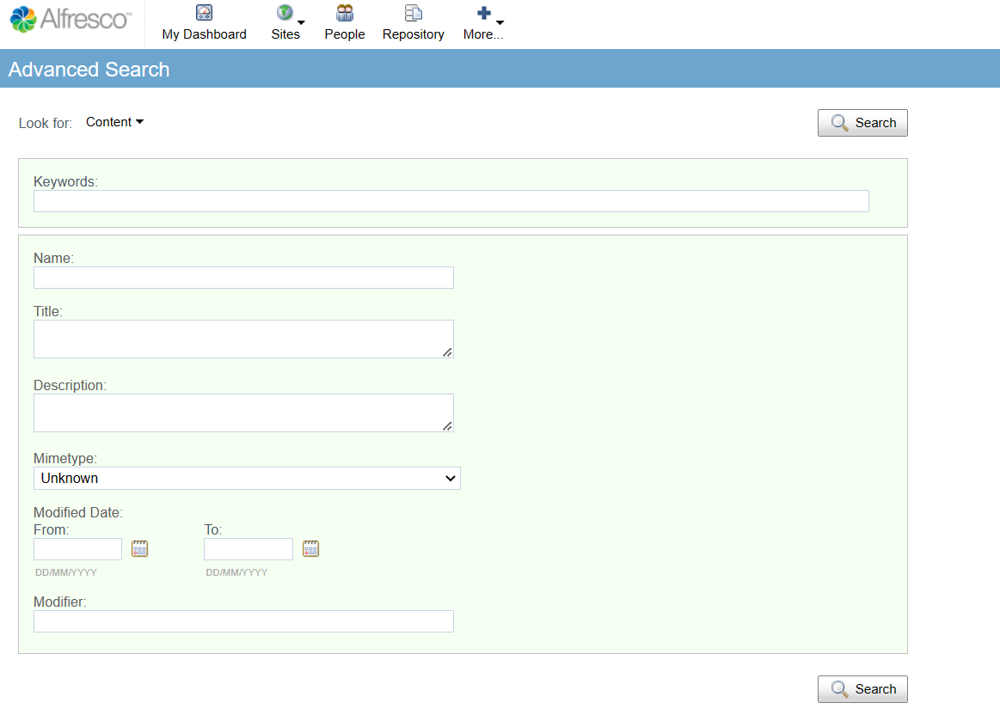 Alfresco™
My Dashboard Sites People Repository More...
Advanced Search
Look for: Content Search
Keywords:
Name:
Title:
Description:
Mimetype:
Unknown
Modified Date:
From: To:
DD/MM/YYYY DD/MM/YYYY
Modifier:
Search